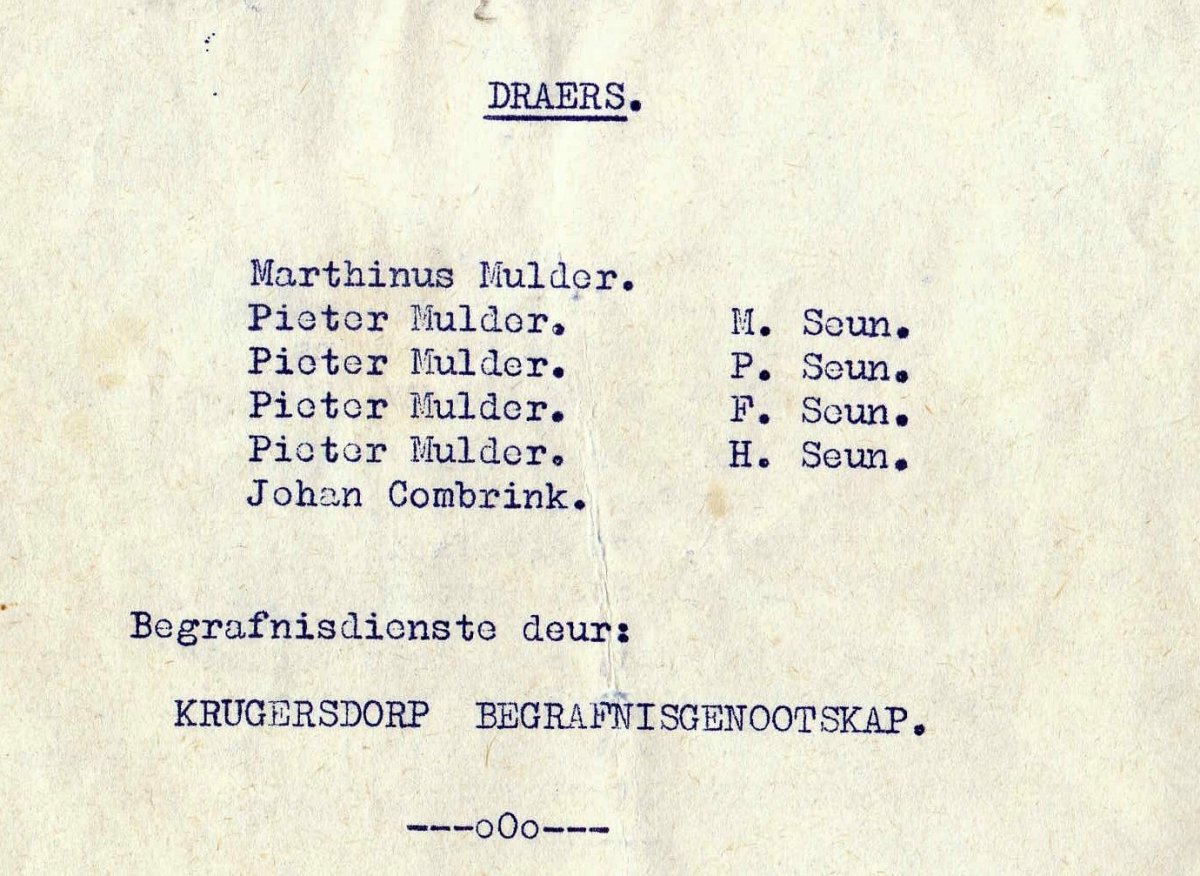 DRAERS.
Marthinus Mulder.
Pieter Mulder. M. Seun.
Pieter Mulder. P. Seun.
Pieter Mulder. F. Seun.
Pieter Mulder. H. Seun.
Johan Combrink.
Begrafnisdienste deur:
KRUGERSDORP BEGRAFNISGENOOTSKAP.
---oOo---